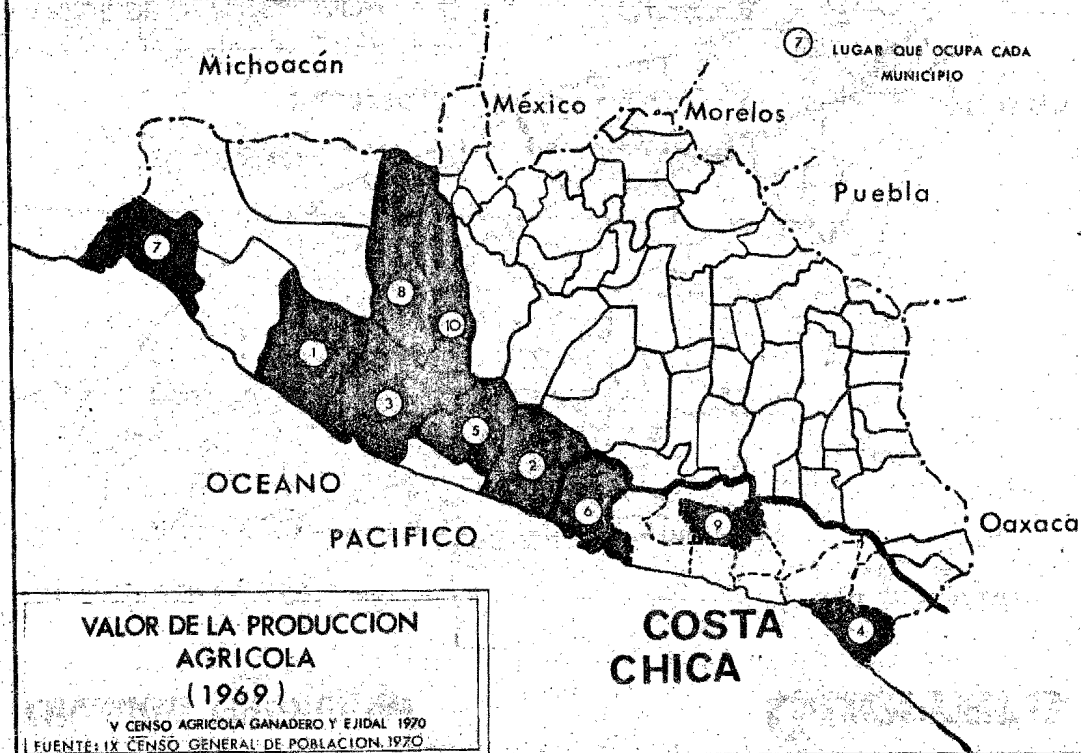 7 LUGAR QUE OCUPA CADA
MUNICIPIO
Michoacán
México
Morelos
Puebla
7
8
10
1
3
5
2
6
9
4
OCEANO
PACIFICO
Oaxaca
COSTA
CHICA
VALOR DE LA PRODUCCION
AGRICOLA
(1969)
V CENSO AGRICOLA GANADERO Y EJIDAL 1970
FUENTE: IX CENSO GENERAL DE POBLACION. 1970